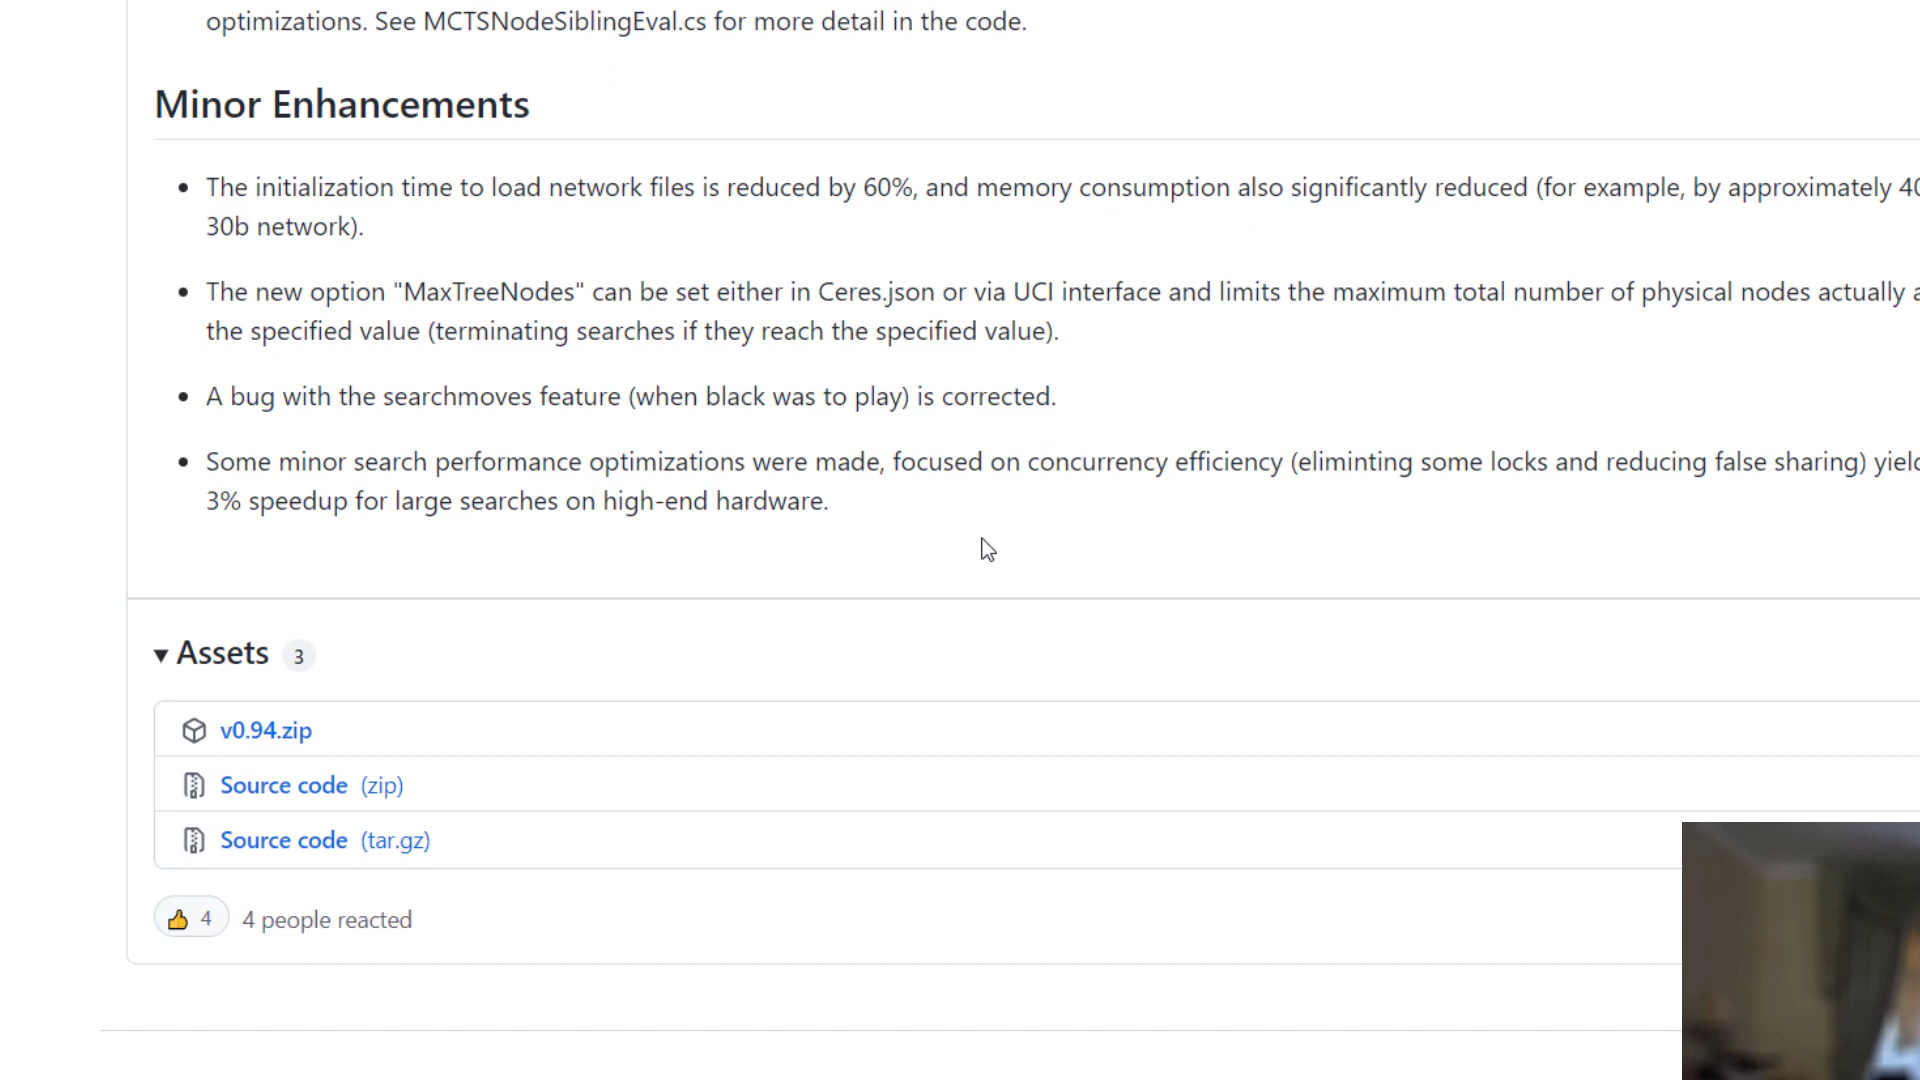 optimizations. See MCTSNodeSiblingEval.cs for more detail in the code.
Minor Enhancements
The initialization time to load network files is reduced by 60%, and memory consumption also significantly reduced (for example, by approximately
30b network).
The new option "MaxTreeNodes" can be set either in Ceres.json or via UCI interface and limits the maximum total number of physical nodes actually
the specified value (terminating searches if they reach the specified value).
A bug with the searchmoves feature (when black was to play) is corrected.
Some minor search performance optimizations were made, focused on concurrency efficiency (eliminting some locks and reducing false sharing)
3% speedup for large searches on high-end hardware.
Assets 3
v0.94.zip
Source code (zip)
Source code (tar.gz)
👍 4 4 people reacted